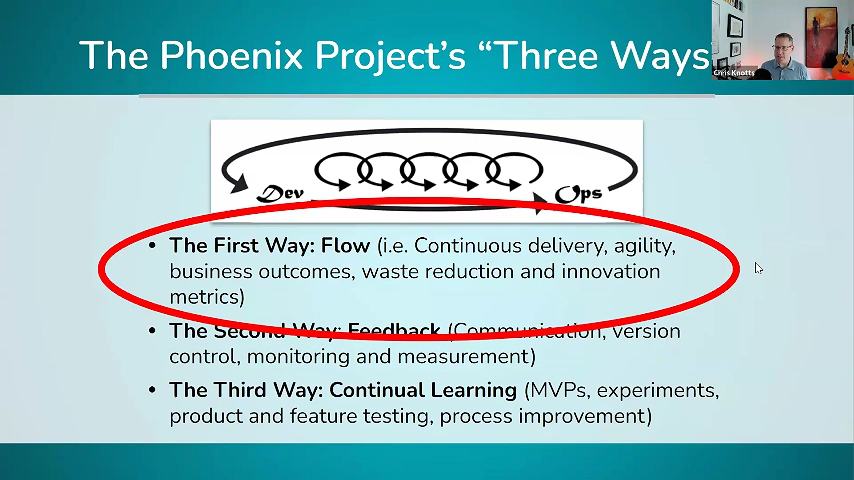 The Phoenix Project's “Three Ways
Chris Knotts
Dev
Ops
• The First Way: Flow (i.e. Continuous delivery, agility,
business outcomes, waste reduction and innovation
metrics)
• The Second Way: Feedback (Communication, version
control, monitoring and measurement)
• The Third Way: Continual Learning (MVPs, experiments,
product and feature testing, process improvement)